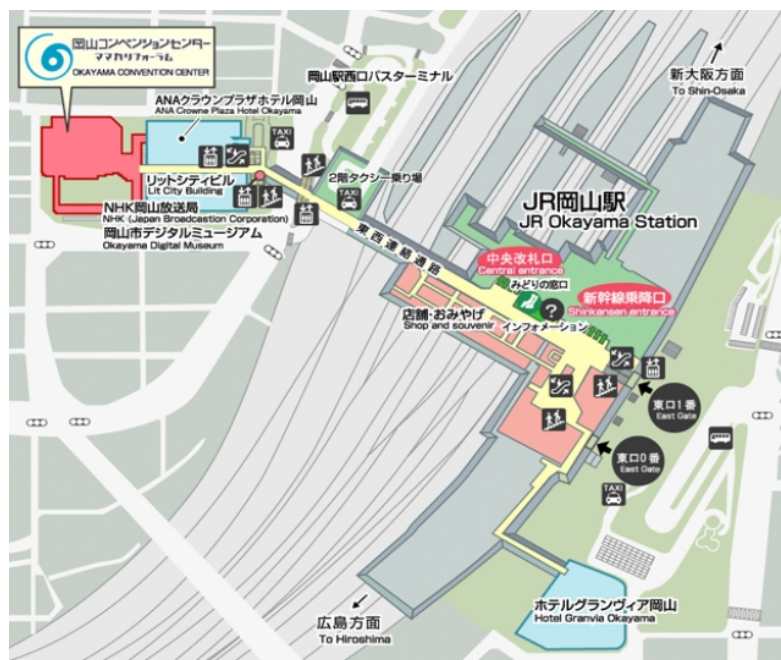 岡山コンベンションセンター
ママカリフォーラム
OKAYAMA CONVENTION CENTER
岡山駅西口バスターミナル
新大阪方面
To Shin-Osaka
ANAクラウンプラザホテル岡山
ANA Crowne Plaza Hotel Okayama
TAXI
2階タクシー乗り場
TAXI
リットシティビル
Lit City Building
JR岡山駅
JR Okayama Station
NHK岡山放送局
NHK (Japan Broadcastion Corporation)
岡山市デジタルミュージアム
Okayama Digital Museum
東西連絡通路
中央改札口
Central entrance
みどりの窓口
新幹線乗降口
Shinkansen entrance
店舗・おみやげ
Shop and souvenir
?
インフォメーション
東口1番
East Gate
東口0番
East Gate
TAXI
ホテルグランヴィア岡山
Hotel Granvia Okayama
広島方面
To Hiroshima